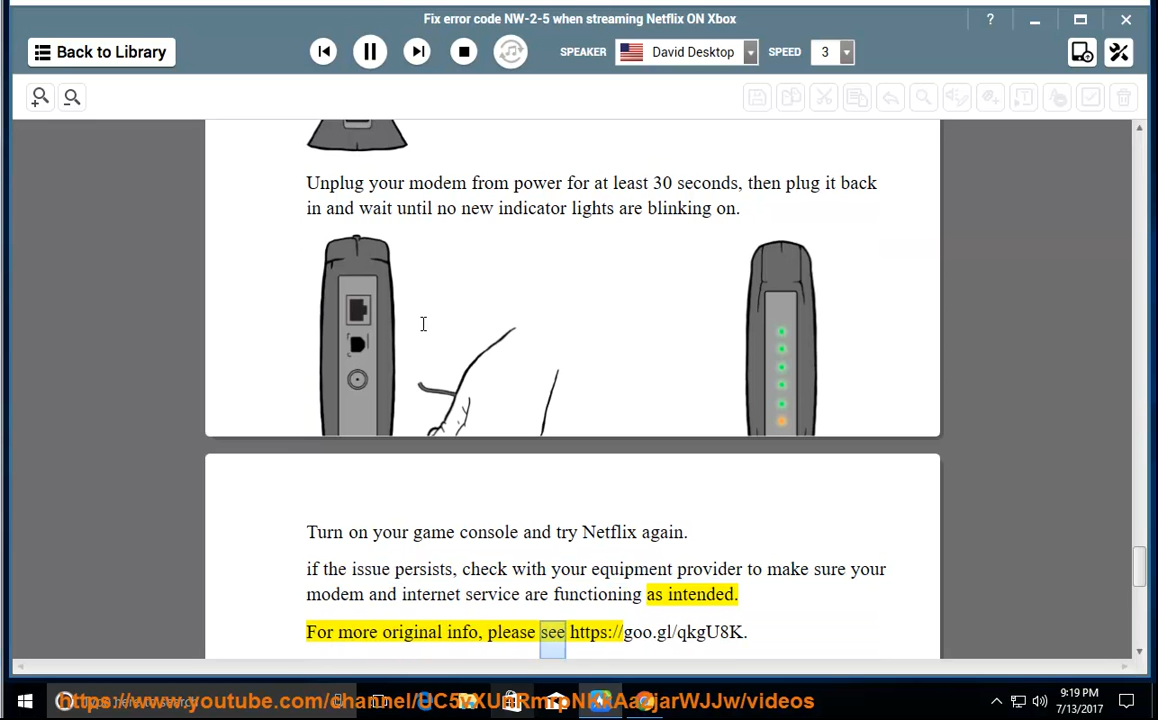 Fix error code NW-2-5 when streaming Netflix ON Xbox
?
Back to Library
SPEAKER
David Desktop
SPEED
3
Unplug your modem from power for at least 30 seconds, then plug it back
in and wait until no new indicator lights are blinking on.
Turn on your game console and try Netflix again.
if the issue persists, check with your equipment provider to make sure your
modem and internet service are functioning as intended.
For more original info, please see https://goo.gl/qkgU8K.
9:19 PM
7/13/2017